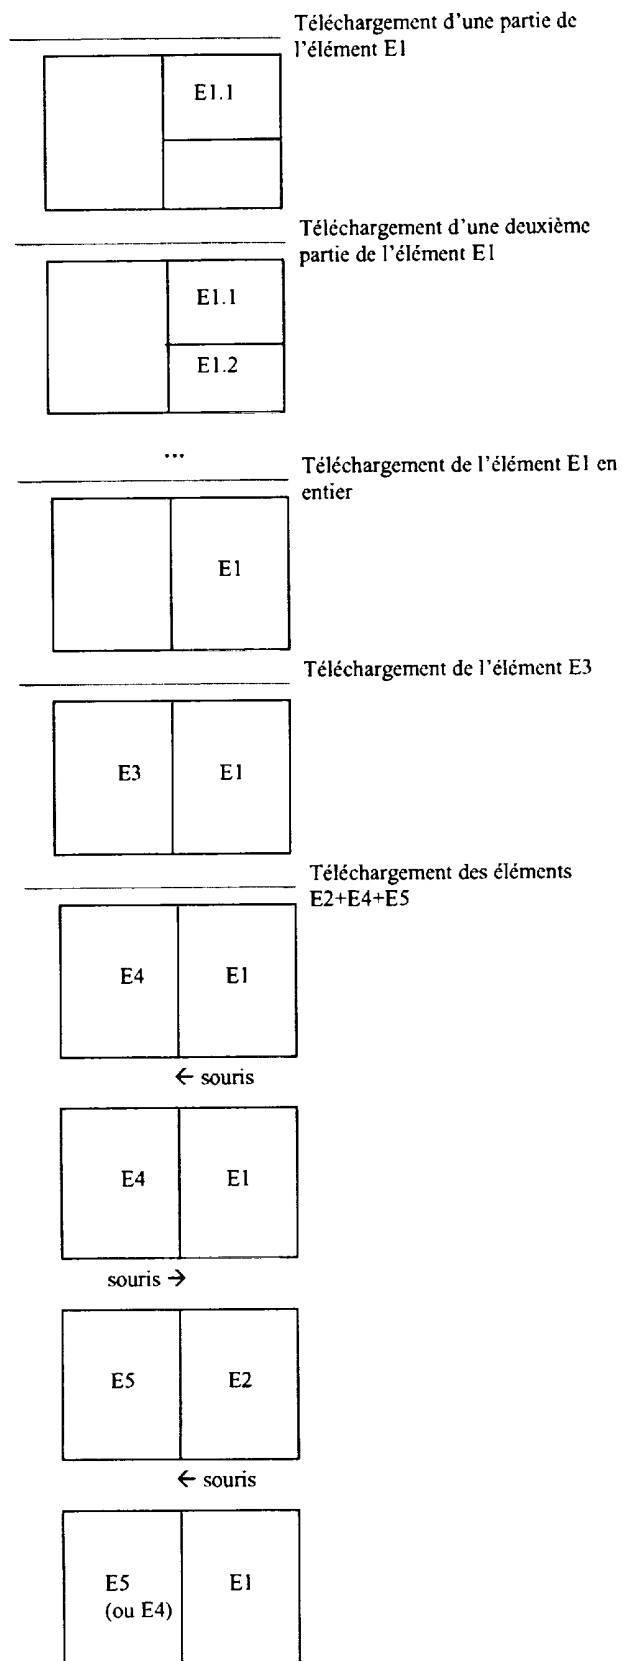 Téléchargement d'une partie de
l'élément E1
E1.1
Téléchargement d'une deuxième
partie de l'élément E1
E1.1
E1.2
...
Téléchargement de l'élément E1 en
entier
E1
Téléchargement de l'élément E3
E3 E1
Téléchargement des éléments
E2+E4+E5
E4 E1
← souris
E4 E1
souris →
E5 E2
← souris
E5 E1
(ou E4)